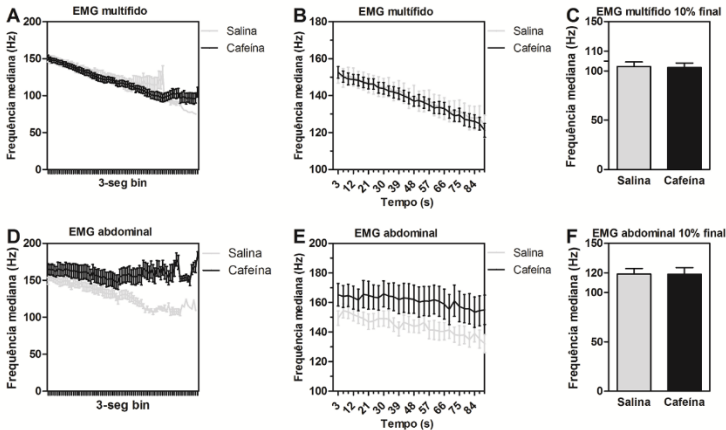 A
EMG multífido
Frequência mediana (Hz)
200
150
100
50
0
3-seg bin
Salina
Cafeína
B
EMG multífido
Frequência mediana (Hz)
180
160
140
120
100
3
12
21
30
39
48
57
66
75
84
Tempo (s)
Salina
Cafeína
C
EMG multífido 10% final
Frequência mediana (Hz)
150
110
100
0
Salina
Cafeína
D
EMG abdominal
Frequência mediana (Hz)
200
150
100
50
0
3-seg bin
Salina
Cafeína
E
EMG abdominal
Frequência mediana (Hz)
200
180
160
140
120
100
3
12
21
30
39
48
57
66
75
84
Tempo (s)
Salina
Cafeína
F
EMG abdominal 10% final
Frequência mediana (Hz)
150
120
100
0
Salina
Cafeína